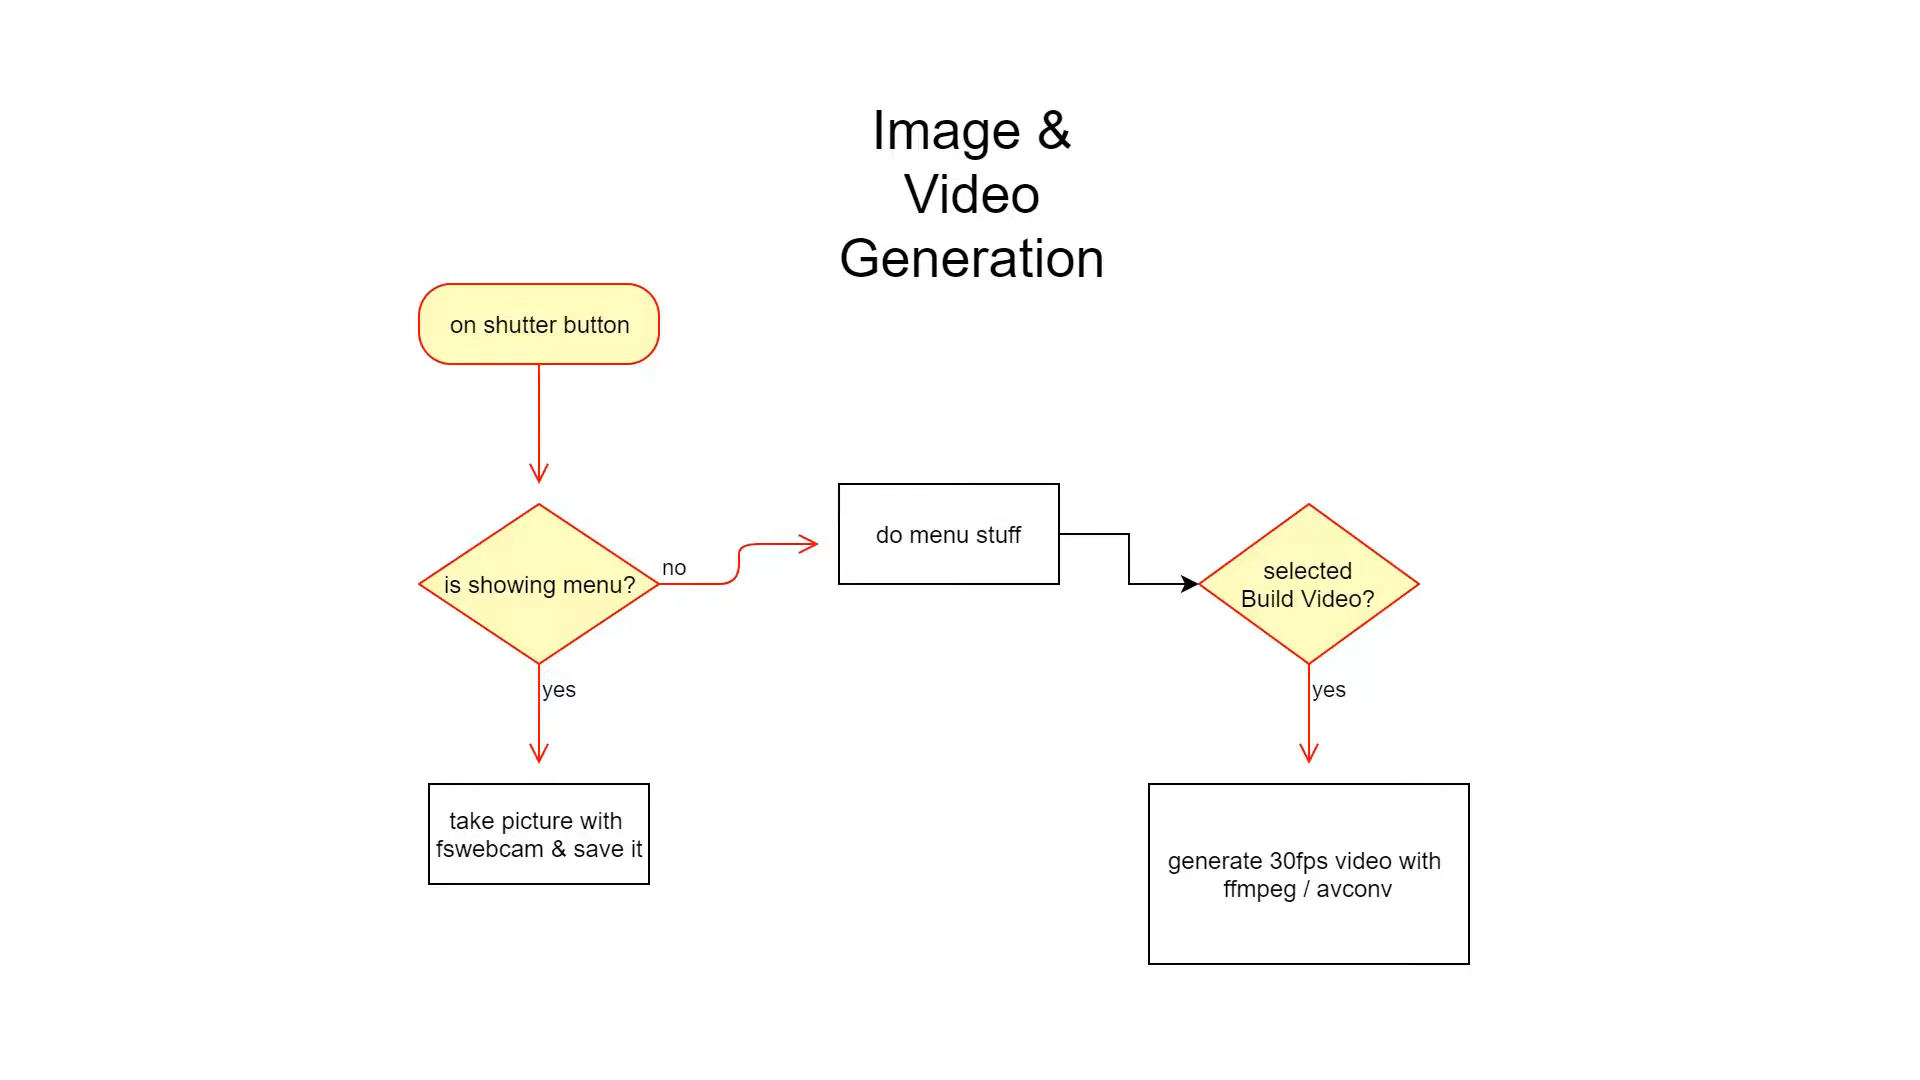 Image &
Video
Generation
on shutter button
is showing menu?
no
do menu stuff
selected
Build Video?
yes
yes
take picture with
fswebcam & save it
generate 30fps video with
ffmpeg / avconv